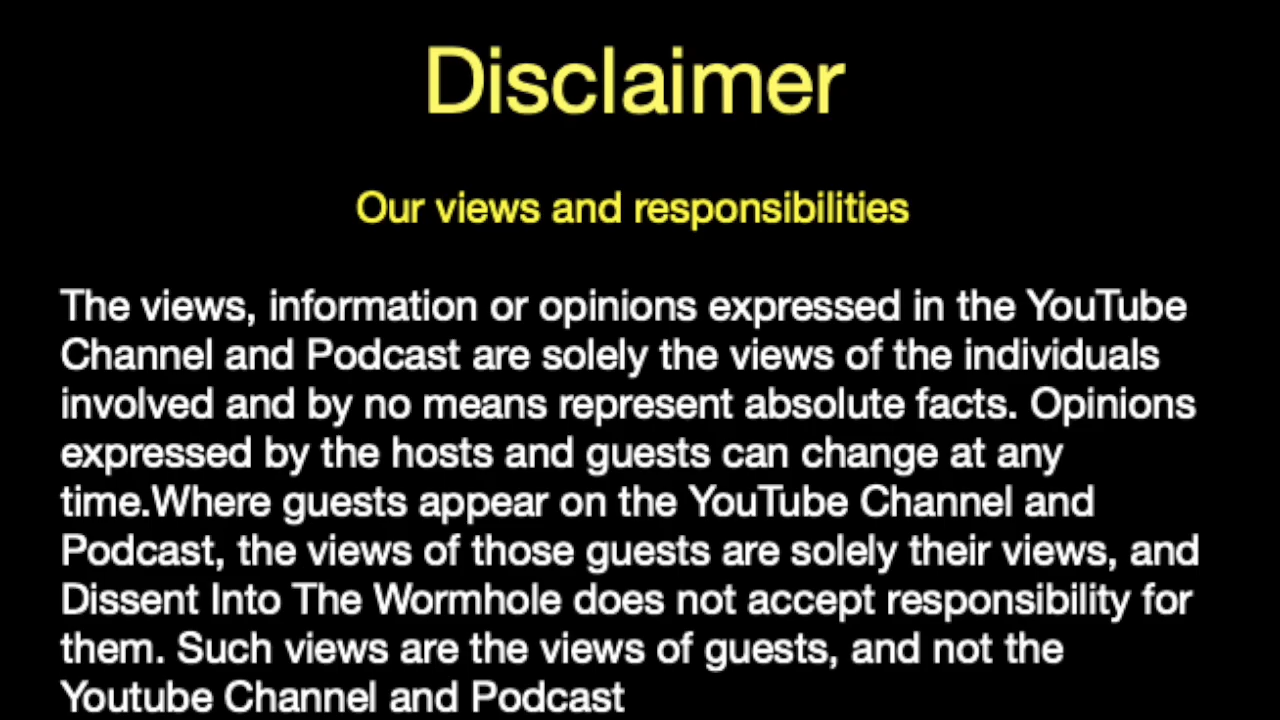 Disclaimer
Our views and responsibilities
The views, information or opinions expressed in the YouTube
Channel and Podcast are solely the views of the individuals
involved and by no means represent absolute facts. Opinions
expressed by the hosts and guests can change at any
time.Where guests appear on the YouTube Channel and
Podcast, the views of those guests are solely their views, and
Dissent Into The Wormhole does not accept responsibility for
them. Such views are the views of guests, and not the
Youtube Channel and Podcast